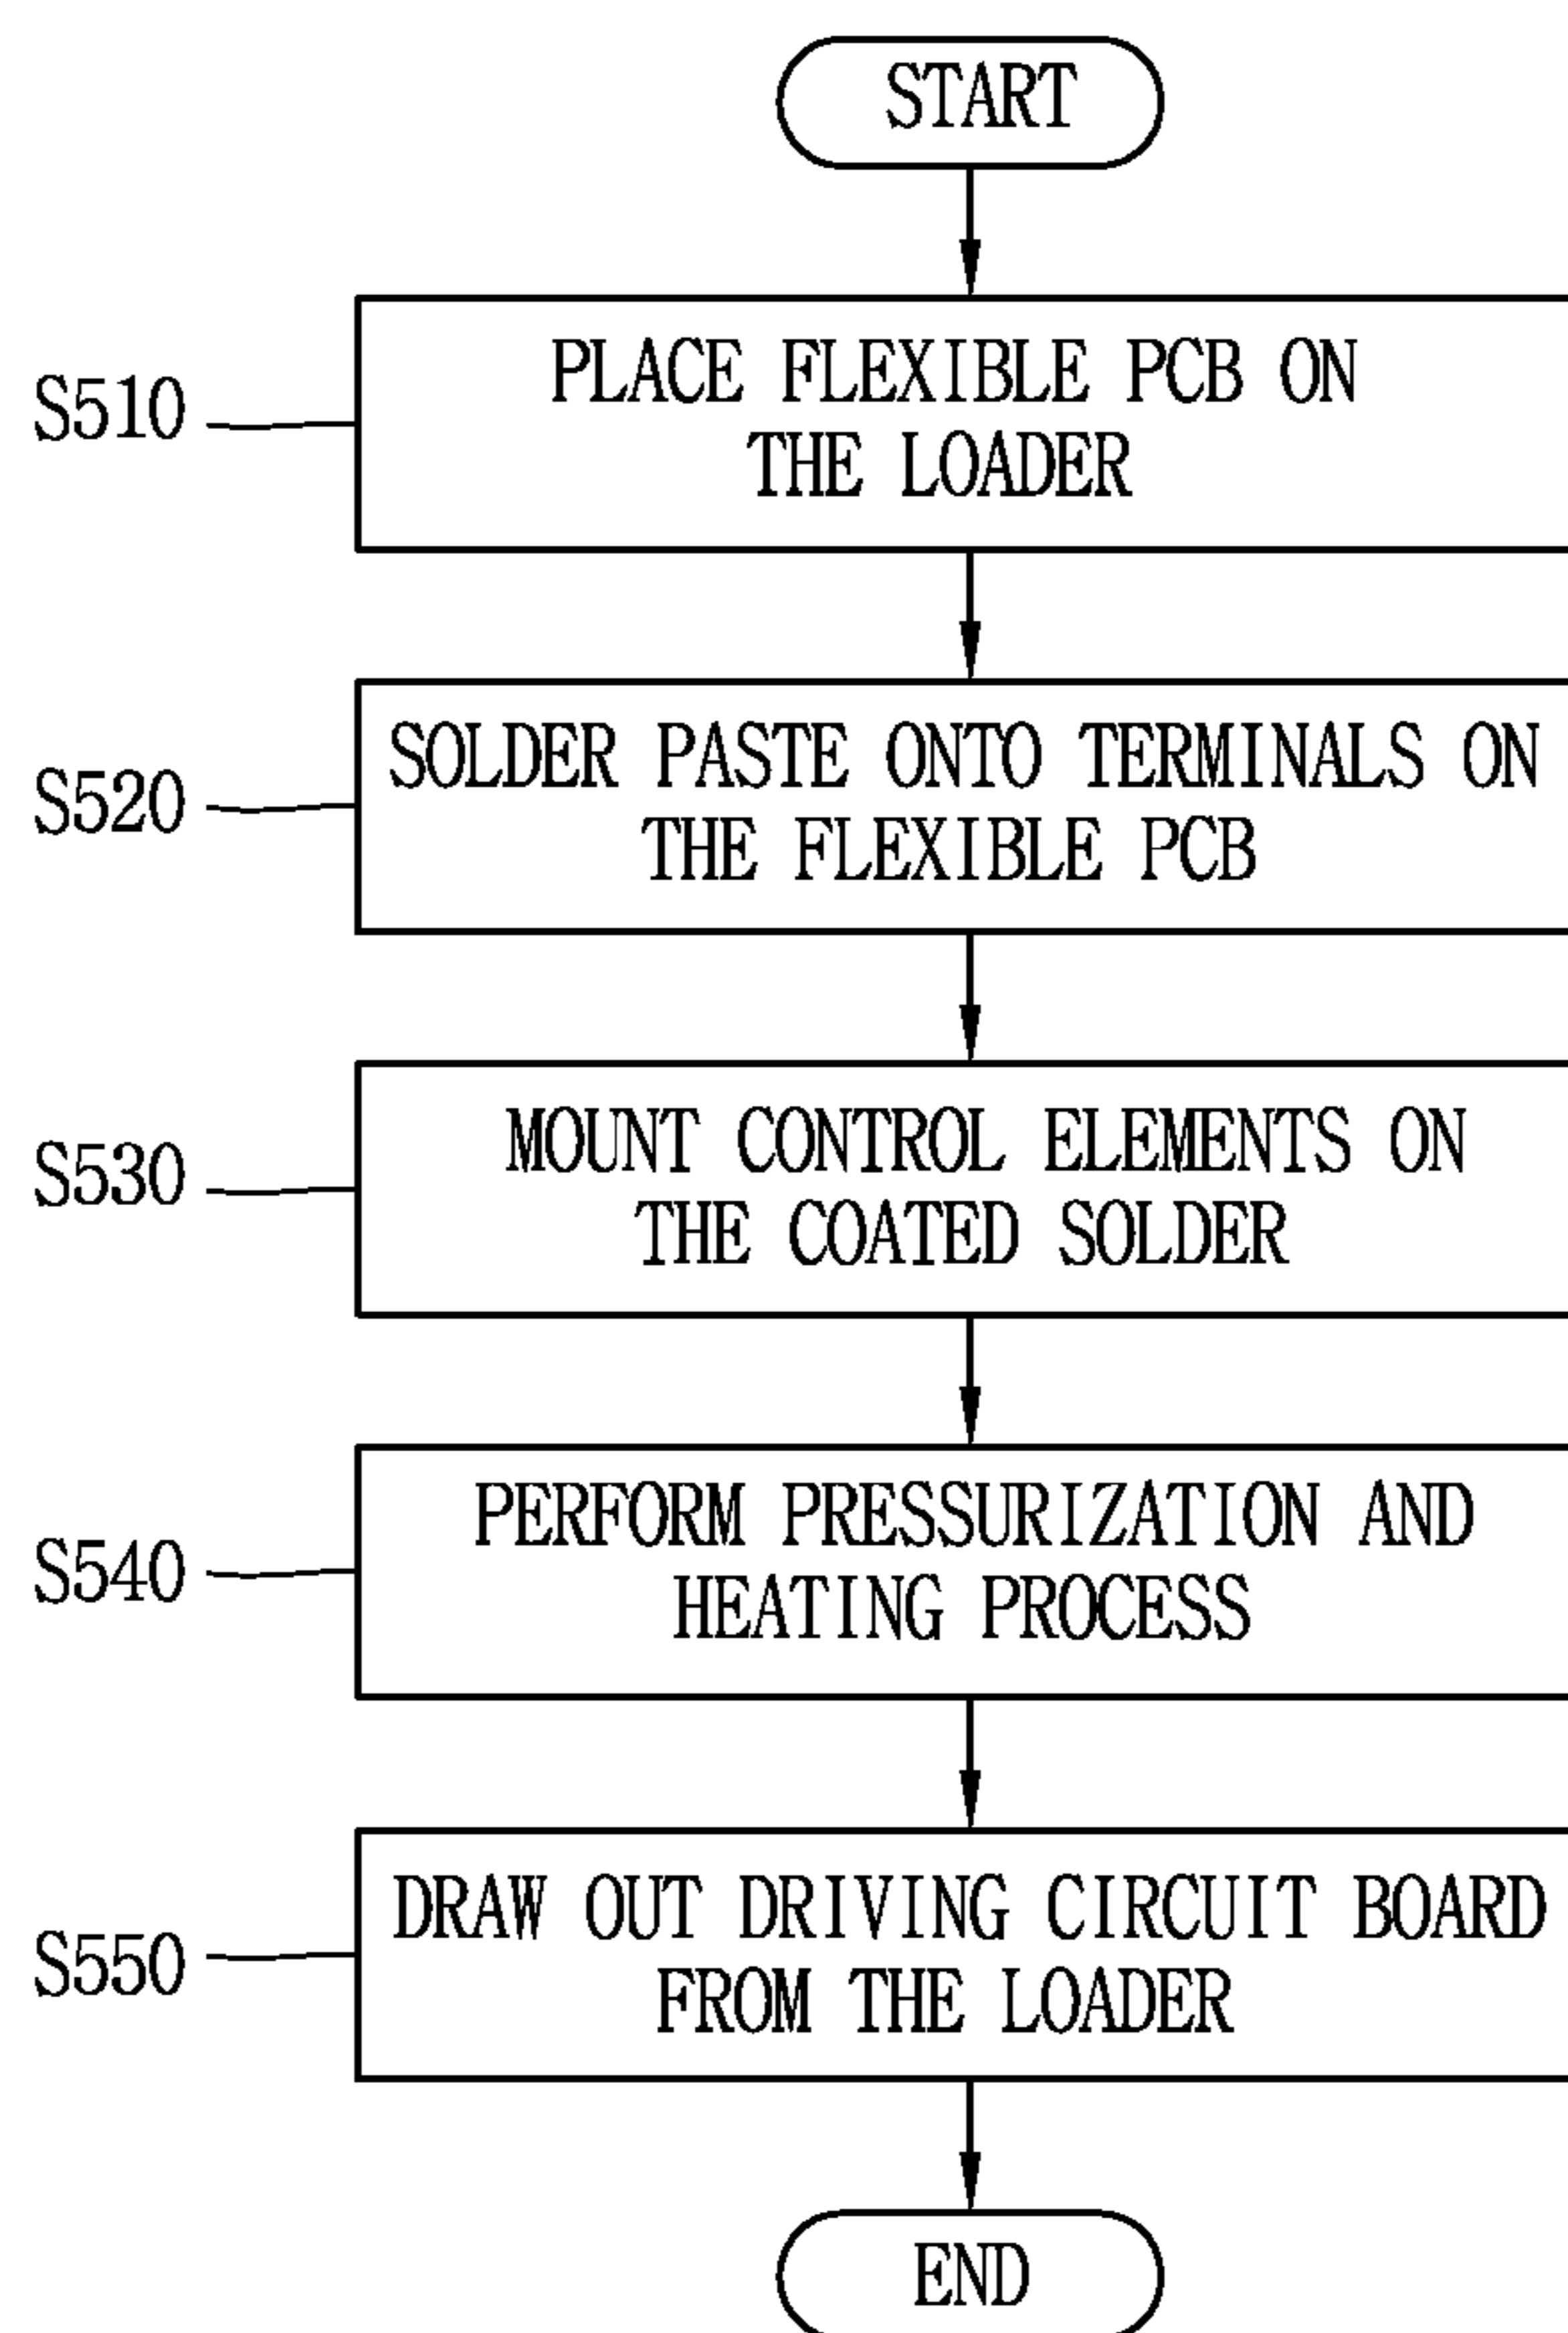 START
S510
PLACE FLEXIBLE PCB ON
THE LOADER
S520
SOLDER PASTE ONTO TERMINALS ON
THE FLEXIBLE PCB
S530
MOUNT CONTROL ELEMENTS ON
THE COATED SOLDER
S540
PERFORM PRESSURIZATION AND
HEATING PROCESS
S550
DRAW OUT DRIVING CIRCUIT BOARD
FROM THE LOADER
END